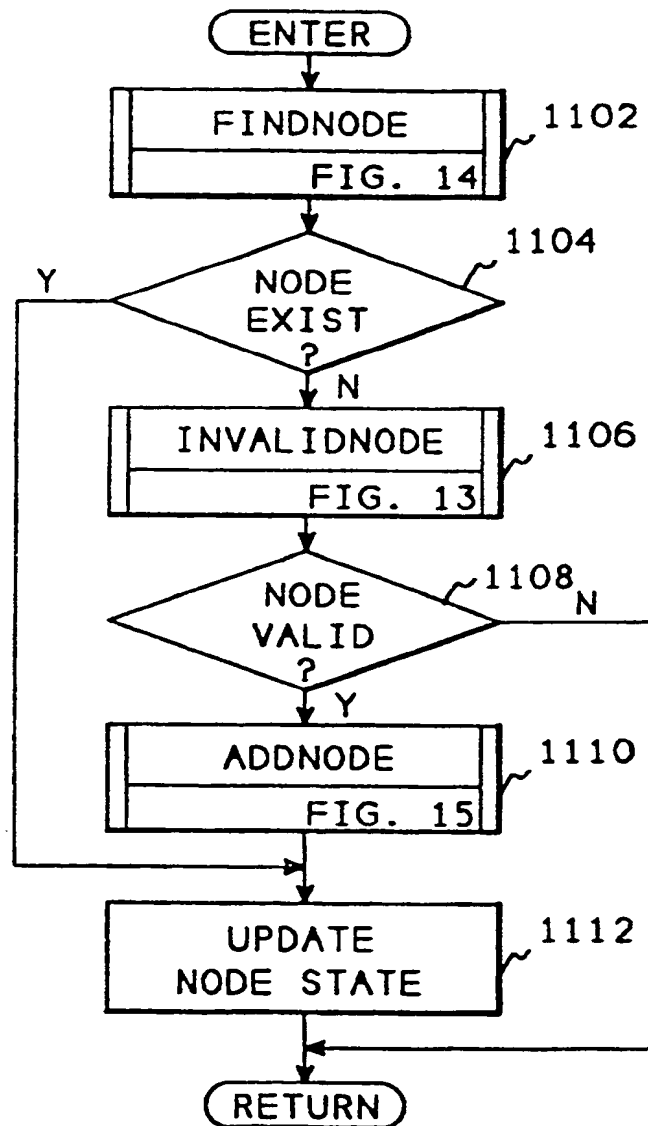 ENTER
FINDNODE
1102
FIG. 14
1104
Y
NODE
EXIST
?
N
INVALIDNODE
1106
FIG. 13
1108
NODE
N
VALID
?
Y
ADDNODE
1110
FIG. 15
UPDATE
1112
NODE STATE
RETURN